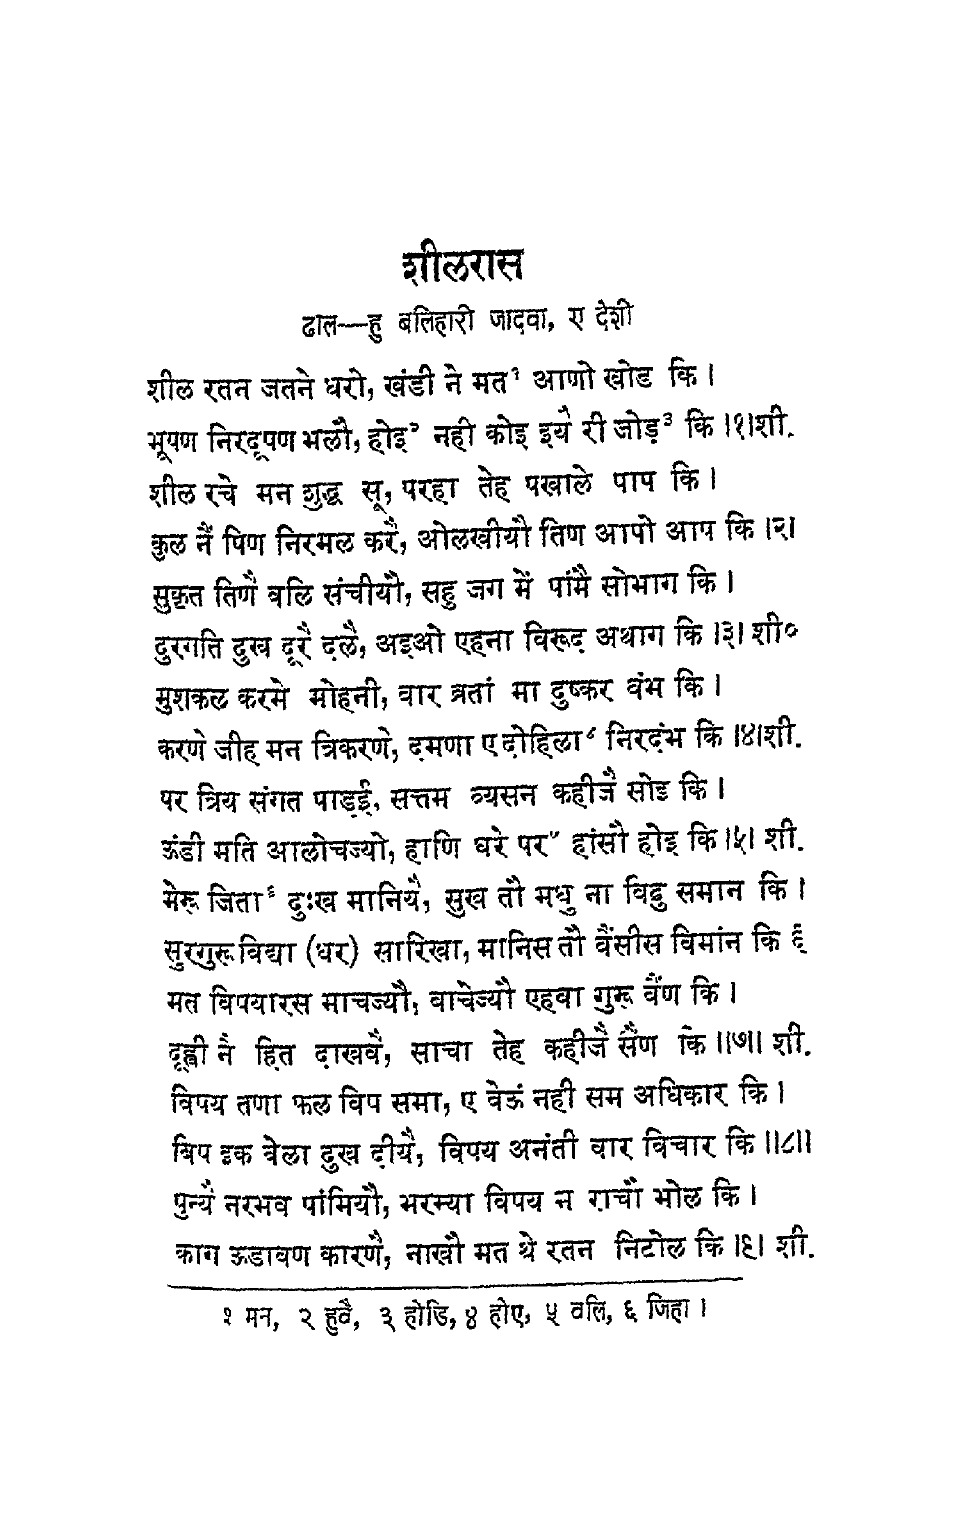 शीलरास
ढाल—हु बलिहारी जादवा, ए देशी
शील रतन जतने धरो, खंडी ने मत¹ आणो खोड कि ।
भूषण निरदूषण भलौ, होइ² नही कोइ इयै री जोड़³ कि ।१।शी.
शील रचे मन शुद्ध सू, परहा तेह पखाले पाप कि ।
कुल नैं पिण निरमल करै, ओलखीयौ तिण आपो आप कि ।२।
सुकृत तिणै वलि संचीयौ, सहु जग में पांमै सोभाग कि ।
दुरगति दुख दूरै दलै, अइओ एहना विरूद अथाग कि ।३। शी०
मुशकल करमे मोहनी, वार व्रतां मा दुष्कर बंभ कि ।
करणे जीह मन त्रिकरणे, दमणा ए दोहिला⁴ निरदंभ कि ।४।शी.
पर त्रिय संगत पाड़ई, सत्तम व्यसन कहीजै सोइ कि ।
ऊंडी मति आलोचज्यो, हाणि घरे पर⁵ हांसौ होइ कि ।५। शी.
मेरू जिता⁶ दुःख मानियै, सुख तौ मधु ना विदु समान कि ।
सुरगुरू विद्या (धर) सारिखा, मानिस तौ वैंसीस विमांन कि ६
मत विषयारस माचज्यौ, वाचेज्यौ एहवा गुरू वैंण कि ।
दूह्वी नै हित दाखवै, साचा तेह कहीजै सैंण कि ॥७॥ शी.
विषय तणा फल विष समा, ए वेऊं नही सम अधिकार कि ।
विष इक वेला दुख दीयै, विषय अनंती वार विचार कि ॥८॥
पुन्यै नरभव पांमियौ, भरम्या विषय न राचौ भोल कि ।
काग ऊडावण कारणै, नाखौ मत थे रतन निटोल कि ।९। शी.
१ मन, २ हुवै, ३ होडि, ४ होए, ५ वलि, ६ जिहा ।